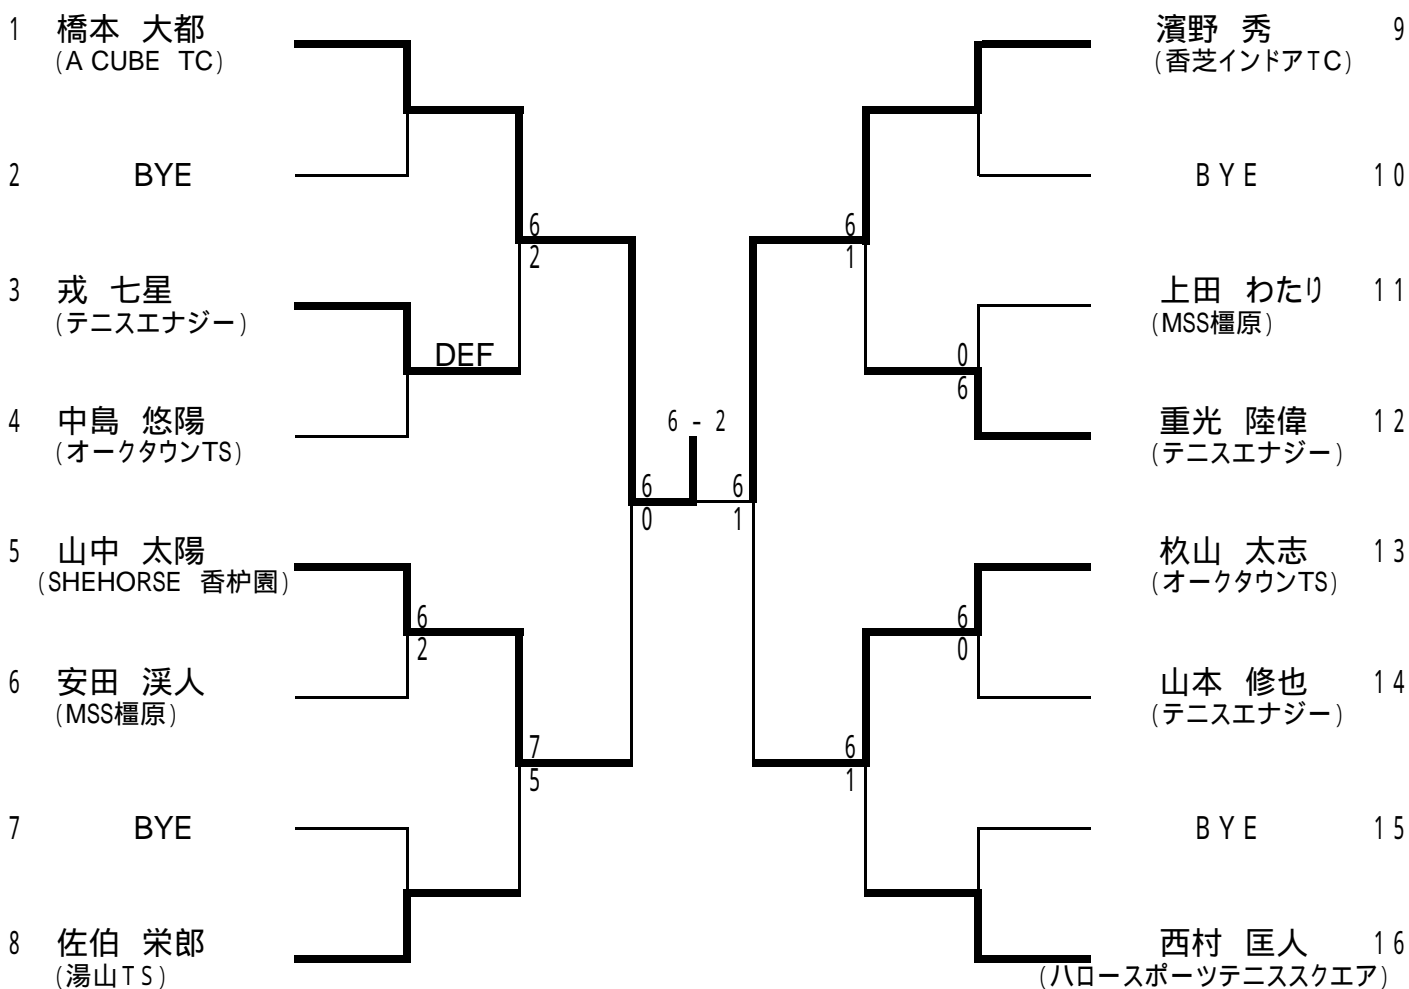 1 橋本 大都
(A CUBE TC)
2 BYE
3 戎 七星
(テニスエナジー)
4 中島 悠陽
(オークタウンTS)
5 山中 太陽
(SHEHORSE 香枦園)
6 安田 渓人
(MSS橿原)
7 BYE
8 佐伯 栄郎
(湯山TS)
6
2
DEF
6
2
7
5
6
0
6 - 2
6
1
6
1
0
6
6
0
6
1
濱野 秀 9
(香芝インドアTC)
BYE 10
上田 わたり 11
(MSS橿原)
重光 陸偉 12
(テニスエナジー)
杁山 太志 13
(オークタウンTS)
山本 修也 14
(テニスエナジー)
BYE 15
西村 匡人 16
(ハロースポーツテニススクエア)